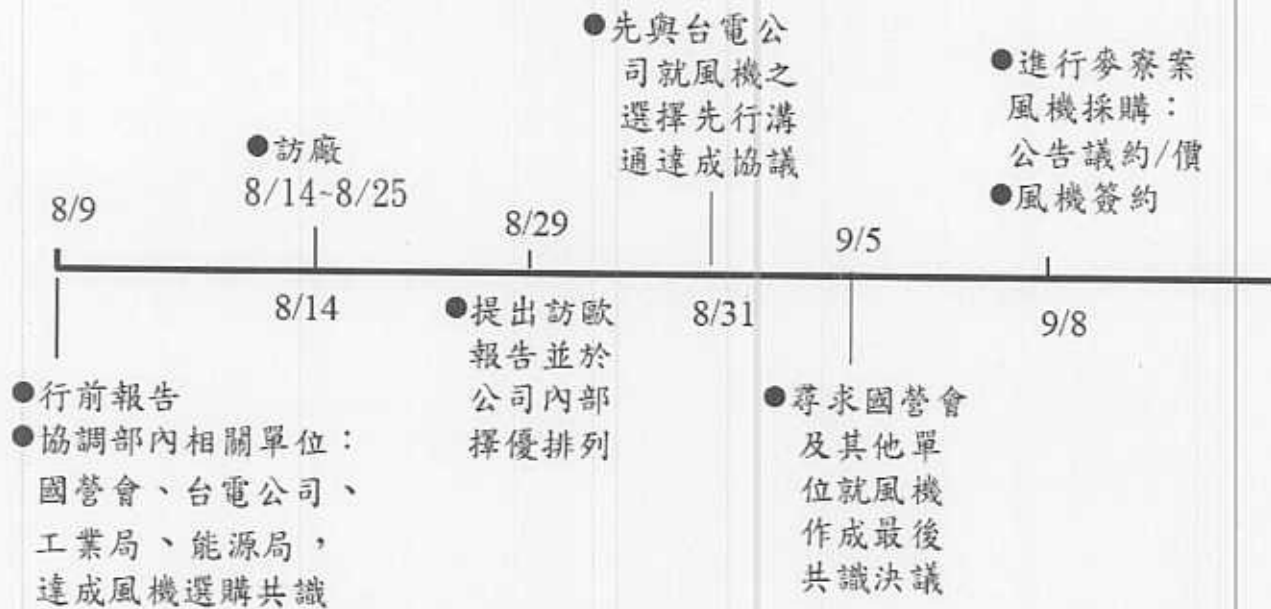 8/9
●行前報告
●協調部內相關單位：
國營會、台電公司、
工業局、能源局，
達成風機選購共識
●訪廠
8/14~8/25
8/14
8/29
●提出訪歐
報告並於
公司內部
擇優排列
●先與台電公
司就風機之
選擇先行溝
通達成協議
8/31
9/5
●尋求國營會
及其他單
位就風機
作成最後
共識決議
●進行麥寮案
風機採購：
公告議約/價
●風機簽約
9/8